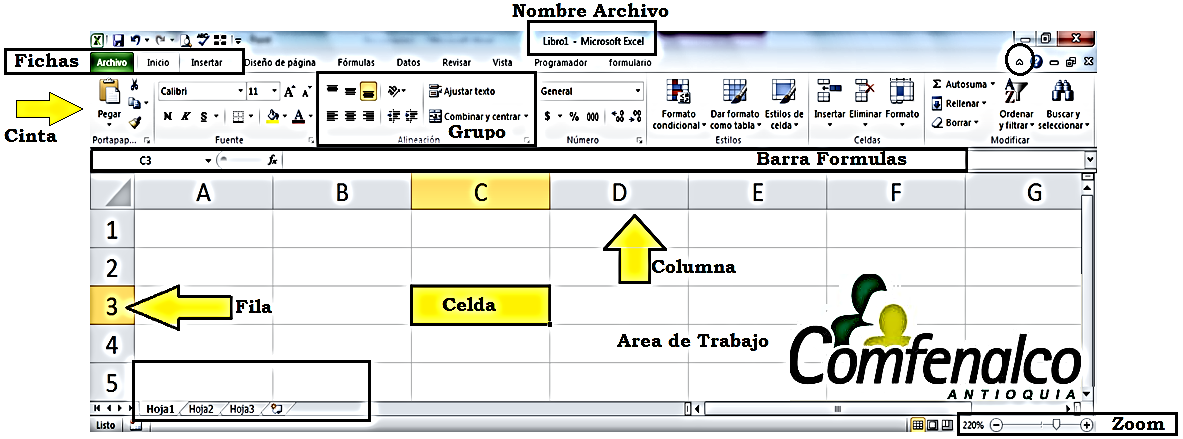 Nombre Archivo
Libro1 - Microsoft Excel
Fichas
Archivo Inicio Insertar Diseño de página Fórmulas Datos Revisar Vista Programador formulario
Cinta
Pegar
Portapap...
Calibri 11
N K S
A
Fuente
Ajustar texto
Combinar y centrar
Grupo
Alineación
General
$ % 000
Número
Formato condicional
Dar formato como tabla
Estilos de celda
Estilos
Insertar Eliminar Formato
Celdas
Σ Autosuma
Rellenar
Borrar
Ordenar y filtrar
Buscar y seleccionar
Modificar
C3 fx Barra Formulas
A B C D E F G
1
2
Columna
3 Fila Celda
4 Area de Trabajo
Comfenalco
ANTIOQUIA
5
Hoja1 Hoja2 Hoja3
Listo 220% Zoom